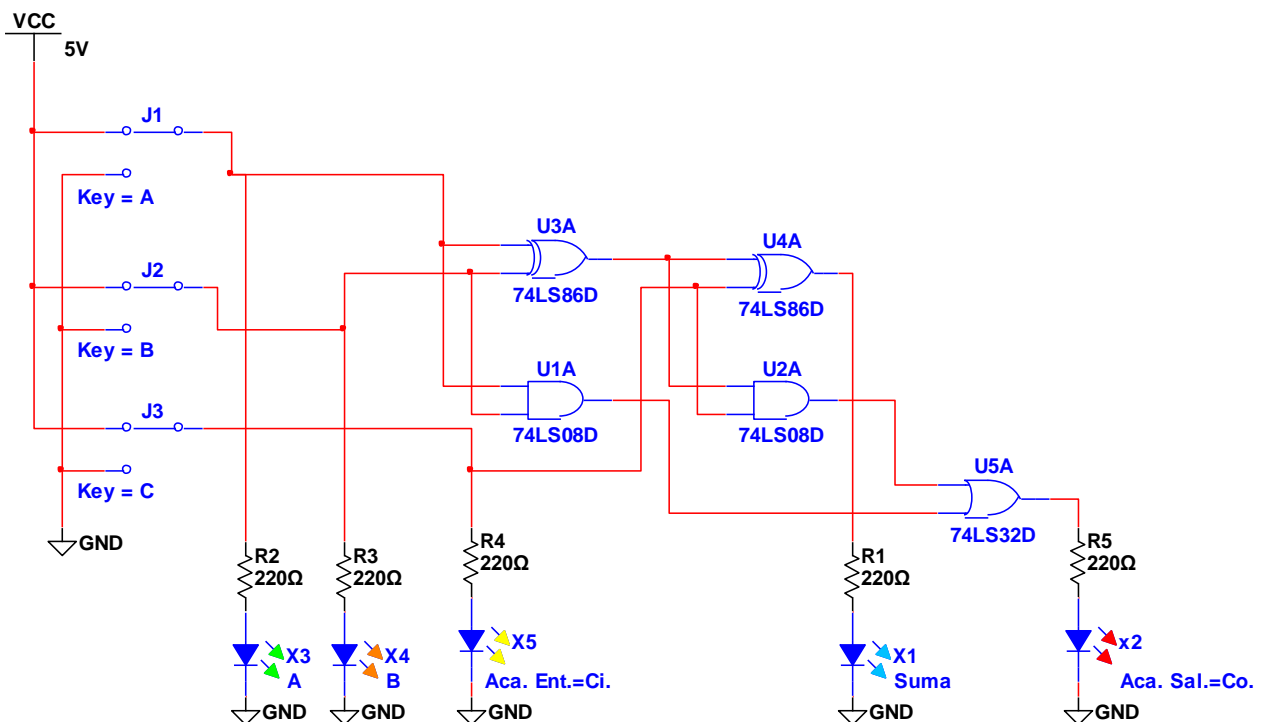 VCC
5V
J1
Key = A
J2
Key = B
J3
Key = C
GND
U3A
74LS86D
U4A
74LS86D
U1A
74LS08D
U2A
74LS08D
U5A
74LS32D
R2
220Ω
R3
220Ω
R4
220Ω
R1
220Ω
R5
220Ω
X3
A
GND
X4
B
GND
X5
Aca. Ent.=Ci.
GND
X1
Suma
GND
x2
Aca. Sal.=Co.
GND